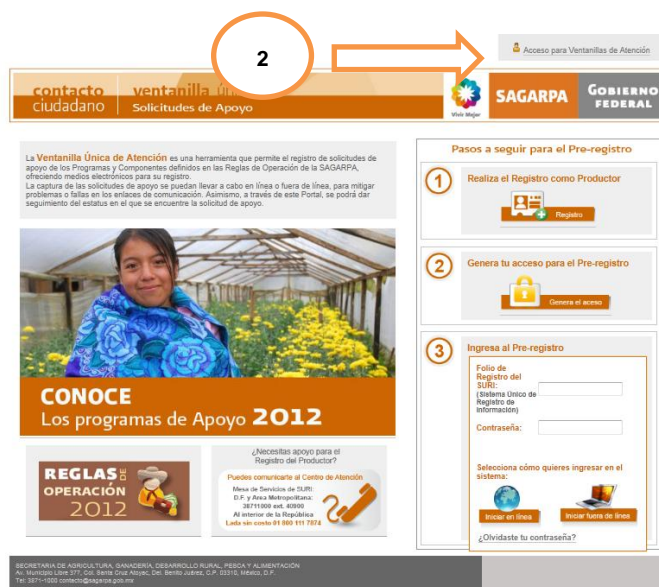 2
Acceso para Ventanillas de Atención
contacto
ciudadano
ventanilla
Solicitudes de Apoyo
Vivir Mejor
SAGARPA
GOBIERNO
FEDERAL
La Ventanilla Única de Atención es una herramienta que permite el registro de solicitudes de
apoyo de los Programas y Componentes definidos en las Reglas de Operación de la SAGARPA,
ofreciendo medios electrónicos para su registro.
La captura de las solicitudes de apoyo se puedan llevar a cabo en línea o fuera de línea, para mitigar
problemas o fallas en los enlaces de comunicación. Asimismo, a través de este Portal, se podrá dar
seguimiento del estatus en el que se encuentre la solicitud de apoyo.
CONOCE
Los programas de Apoyo 2012
REGLAS DE
OPERACIÓN
2012
¿Necesitas apoyo para el
Registro del Productor?
Puedes comunicarte al Centro de Atención
Mesa de Servicios de SURI:
D.F. y Area Metropolitana:
38711000 ext. 40900
Al interior de la República
Lada sin costo 01 800 111 7874
Pasos a seguir para el Pre-registro
1
Realiza el Registro como Productor
Registro
2
Genera tu acceso para el Pre-registro
Genera el aceso
3
Ingresa al Pre-registro
Folio de
Registro del
SURI:
(Sistema Único de
Registro de
Información)
Contraseña:
Selecciona cómo quieres ingresar en el
sistema:
Iniciar en línea
Iniciar fuera de línea
¿Olvidaste tu contraseña?
SECRETARIA DE AGRICULTURA, GANADERÍA, DESARROLLO RURAL, PESCA Y ALIMENTACIÓN
Av. Municipio Libre 377, Col. Santa Cruz Atoyac, Del. Benito Juárez, C.P. 03310, México, D.F.
Tel: 3871-1000 contacto@sagarpa.gob.mx